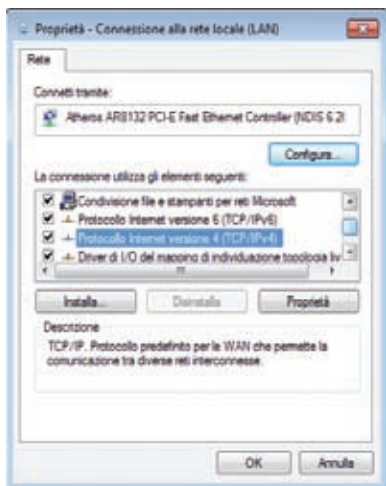 Proprietà - Connessione alla rete locale (LAN)
Rete
Connetti tramite:
Atheros AR8132 PCI-E Fast Ethernet Controller (NDIS 6.20
Configura...
La connessione utilizza gli elementi seguenti:
Condivisione file e stampanti per reti Microsoft
Protocollo Internet versione 6 (TCP/IPv6)
Protocollo Internet versione 4 (TCP/IPv4)
Driver di I/O del mapping di individuazione topologia liv
Installa... Disinstalla Proprietà
Descrizione
TCP/IP. Protocollo predefinito per le WAN che permette la
comunicazione tra diverse reti interconnesse.
OK Annulla